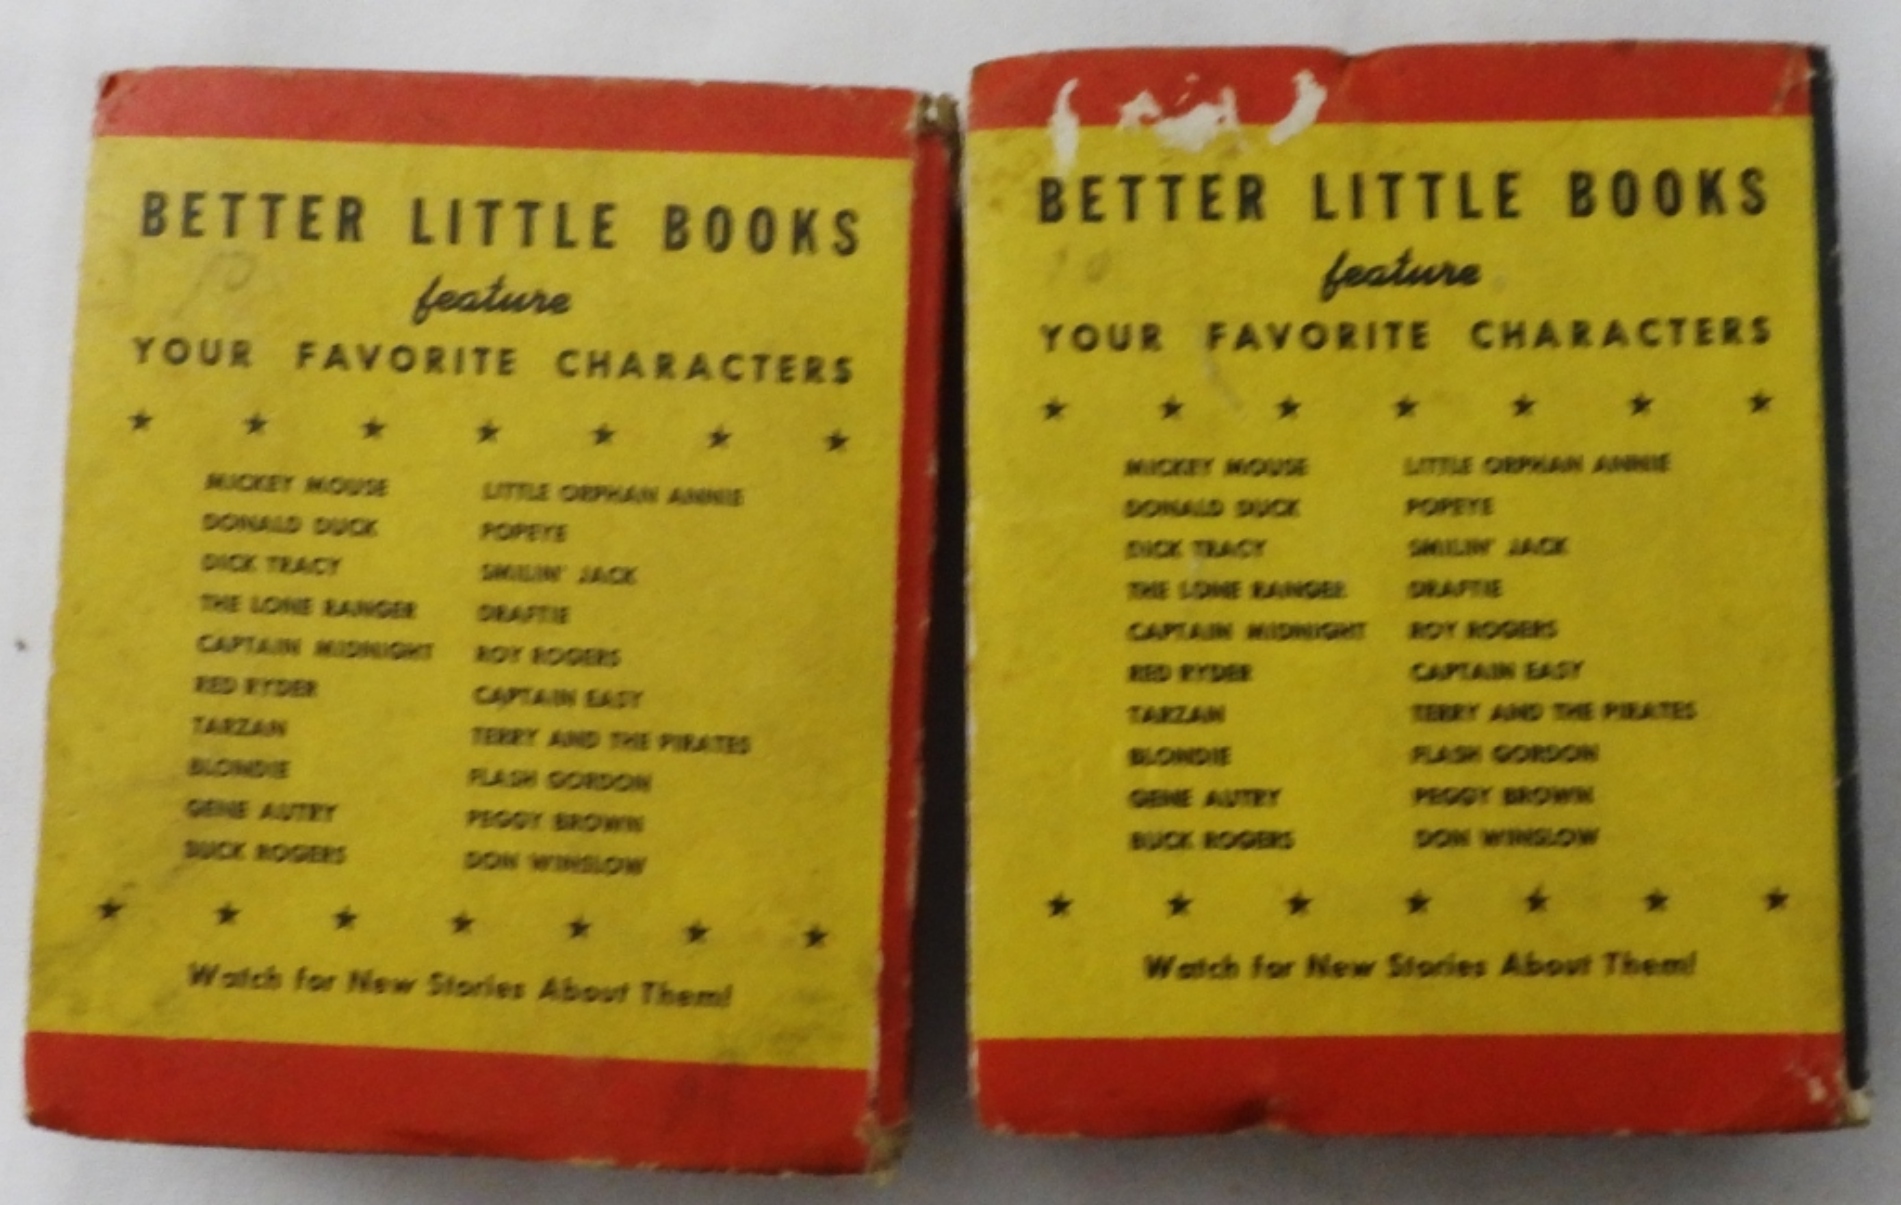 BETTER LITTLE BOOKS
feature
YOUR FAVORITE CHARACTERS
MICKEY MOUSE
DONALD DUCK
DICK TRACY
THE LONE RANGER
CAPTAIN MIDNIGHT
RED RYDER
TARZAN
BLONDIE
GENE AUTRY
BUCK ROGERS
LITTLE ORPHAN ANNIE
POPEYE
SMILIN' JACK
DRAFTIE
ROY ROGERS
CAPTAIN EASY
TERRY AND THE PIRATES
FLASH GORDON
PEGGY BROWN
DON WINSLOW
Watch for New Stories About Them!
BETTER LITTLE BOOKS
10
feature
YOUR FAVORITE CHARACTERS
MICKEY MOUSE
DONALD DUCK
DICK TRACY
THE LONE RANGER
CAPTAIN MIDNIGHT
RED RYDER
TARZAN
BLONDIE
GENE AUTRY
BUCK ROGERS
LITTLE ORPHAN ANNIE
POPEYE
SMILIN' JACK
DRAFTIE
ROY ROGERS
CAPTAIN EASY
TERRY AND THE PIRATES
FLASH GORDON
PEGGY BROWN
DON WINSLOW
Watch for New Stories About Them!